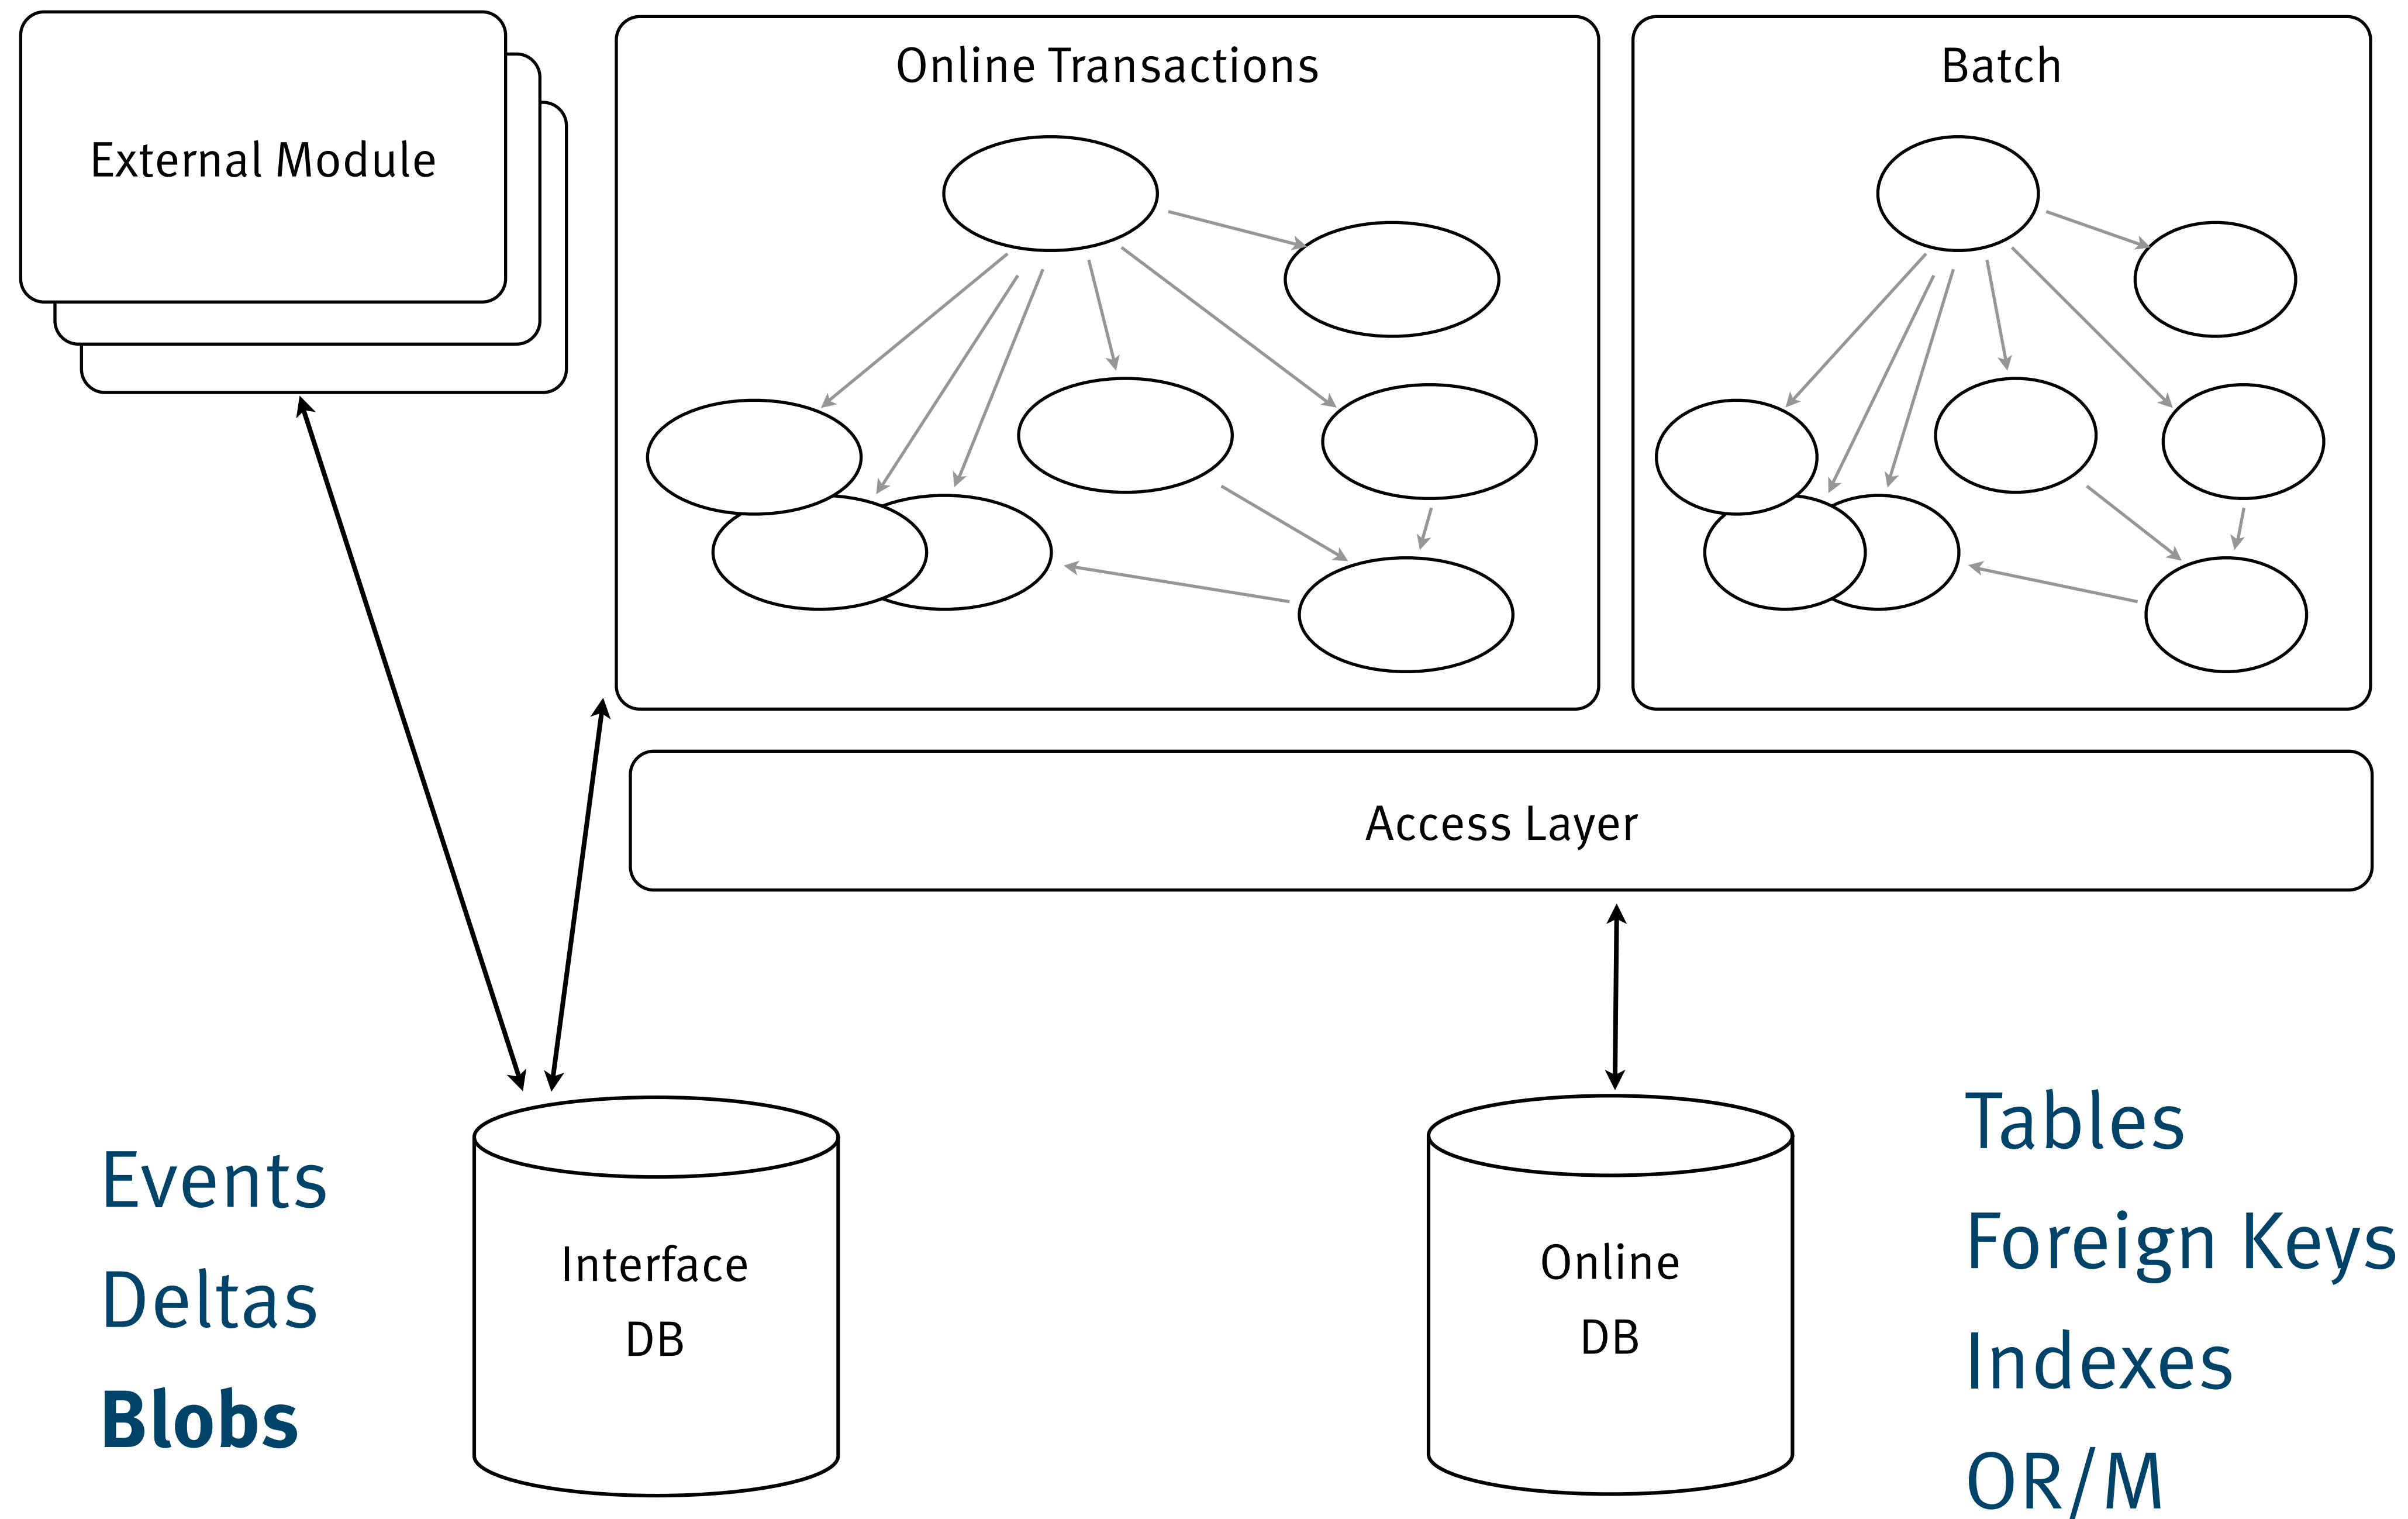 External Module
Online Transactions
Batch
Access Layer
Events
Deltas
Blobs
Interface
DB
Online
DB
Tables
Foreign Keys
Indexes
OR/M